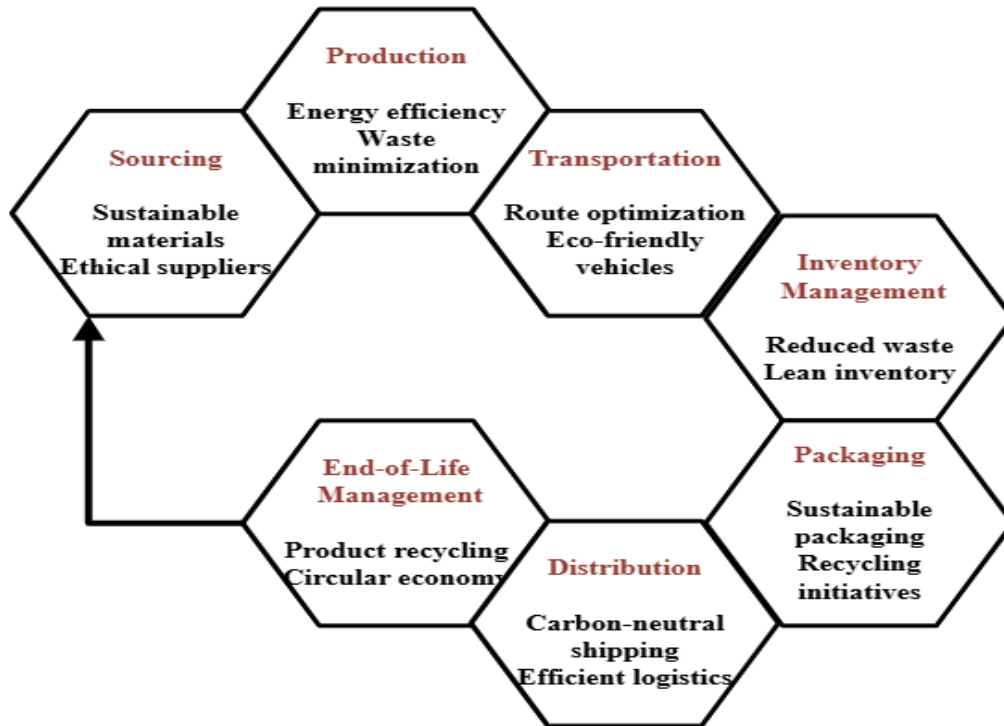 Sourcing
Sustainable
materials
Ethical suppliers
Production
Energy efficiency
Waste
minimization
Transportation
Route optimization
Eco-friendly
vehicles
Inventory
Management
Reduced waste
Lean inventory
Packaging
Sustainable
packaging
Recycling
initiatives
Distribution
Carbon-neutral
shipping
Efficient logistics
End-of-Life
Management
Product recycling
Circular economy